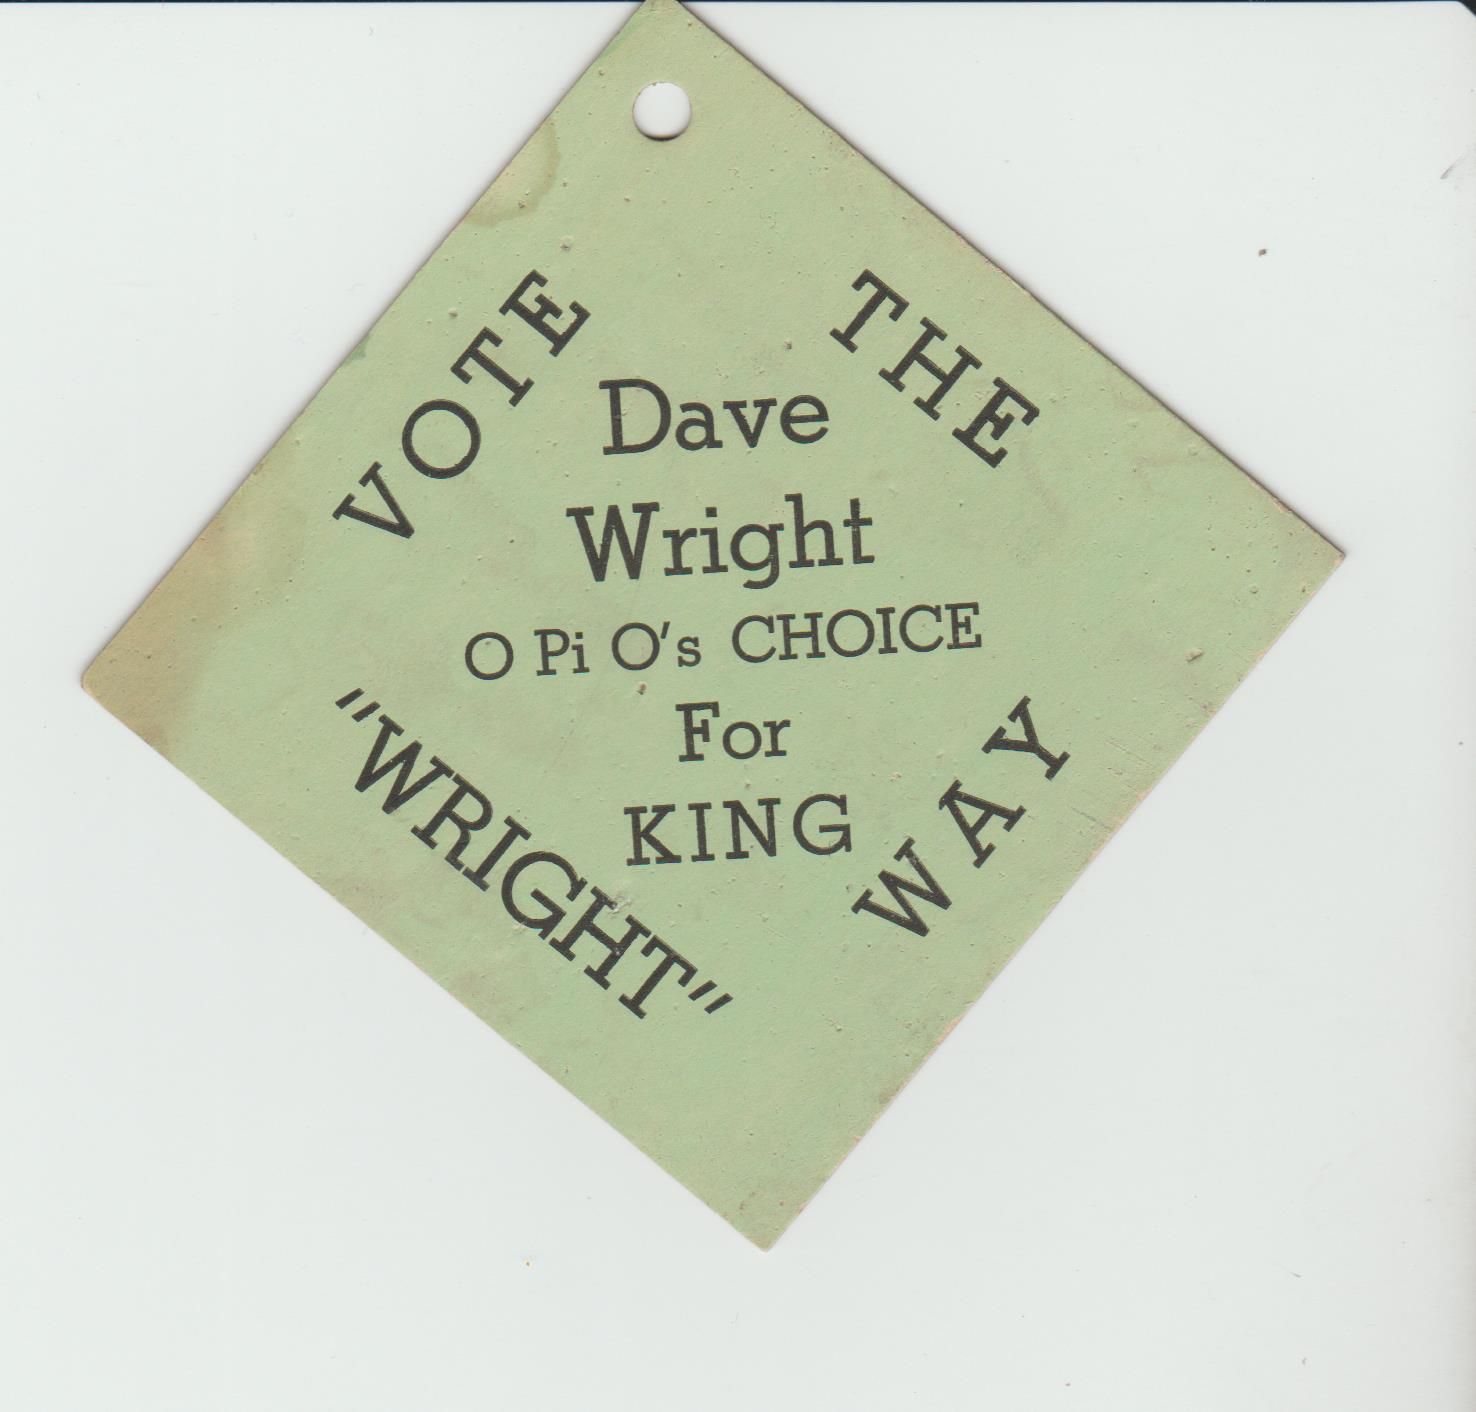 VOTE
THE
"WRIGHT"
WAY
Dave
Wright
O Pi O's CHOICE
For
KING